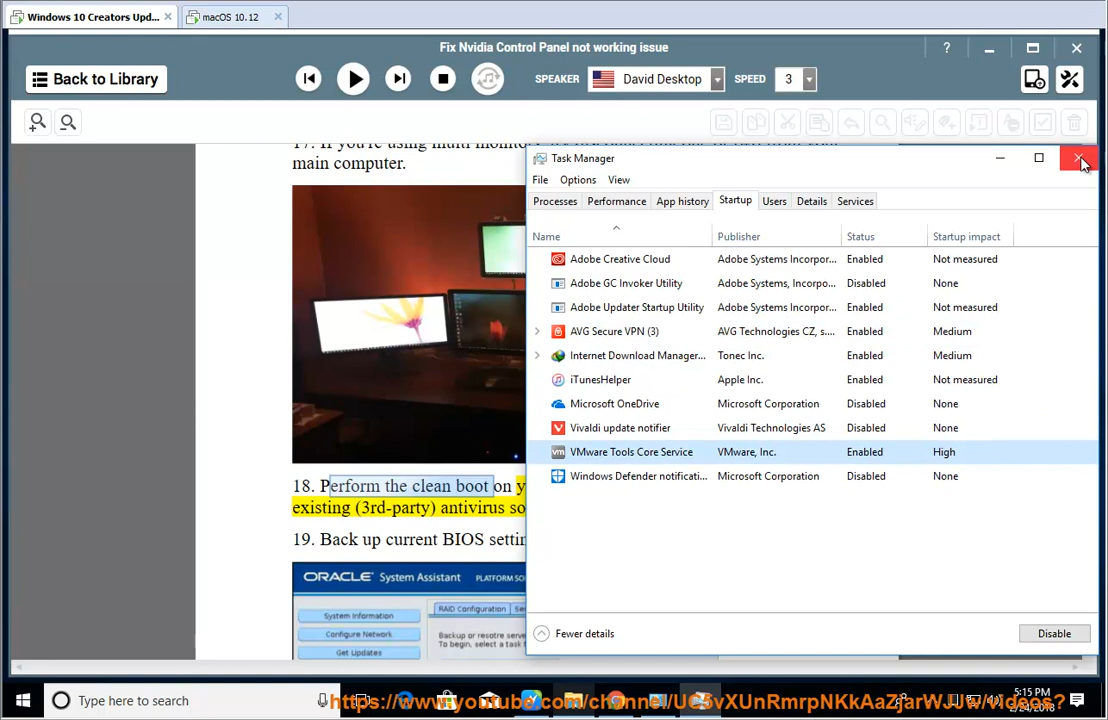 Windows 10 Creators Upd...
macOS 10.12
Fix Nvidia Control Panel not working issue
?
Back to Library
SPEAKER
David Desktop
SPEED
3
main computer.
Task Manager
File
Options
View
Processes
Performance
App history
Startup
Users
Details
Services
Name
Publisher
Status
Startup impact
Adobe Creative Cloud
Adobe Systems Incorpor...
Enabled
Not measured
Adobe GC Invoker Utility
Adobe Systems, Incorpo...
Disabled
None
Adobe Updater Startup Utility
Adobe Systems Incorpor...
Enabled
Not measured
AVG Secure VPN (3)
AVG Technologies CZ, s....
Enabled
Medium
Internet Download Manager...
Tonec Inc.
Enabled
Medium
iTunesHelper
Apple Inc.
Enabled
Not measured
Microsoft OneDrive
Microsoft Corporation
Disabled
None
Vivaldi update notifier
Vivaldi Technologies AS
Disabled
None
VMware Tools Core Service
VMware, Inc.
Enabled
High
Windows Defender notificati...
Microsoft Corporation
Disabled
None
18. Perform the clean boot on y
existing (3rd-party) antivirus so
19. Back up current BIOS settin
ORACLE System Assistant
System Information
Configure Network
Get Updates
RAID Configuration
Fewer details
Disable
Type here to search
5:15 PM
2/24/2018